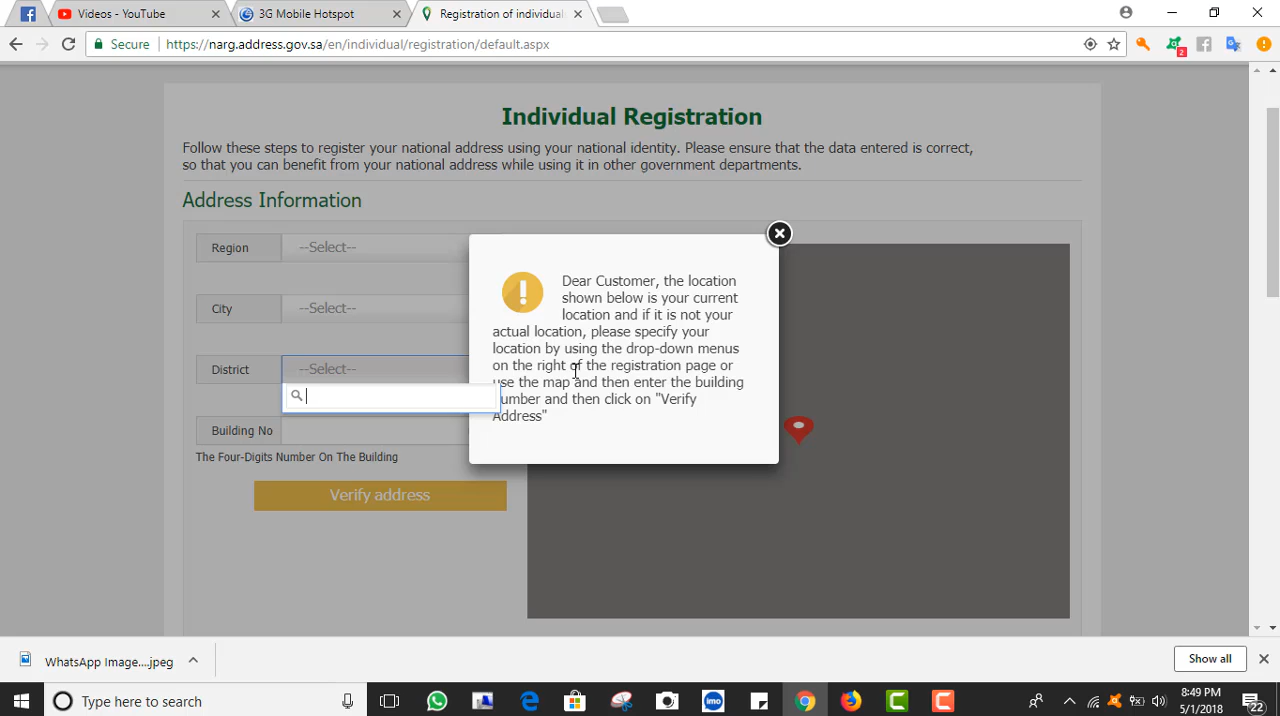 Videos - YouTube
3G Mobile Hotspot
Registration of individual
Secure
https://narg.address.gov.sa/en/individual/registration/default.aspx
2
Individual Registration
Follow these steps to register your national address using your national identity. Please ensure that the data entered is correct,
so that you can benefit from your national address while using it in other government departments.
Address Information
Region --Select--
City --Select--
District --Select--
Building No
The Four-Digits Number On The Building
Verify address
Dear Customer, the location
shown below is your current
location and if it is not your
actual location, please specify your
location by using the drop-down menus
on the right of the registration page or
use the map and then enter the building
number and then click on "Verify
Address"
WhatsApp Image....jpeg
Show all
Type here to search
imo
8:49 PM
5/1/2018
22